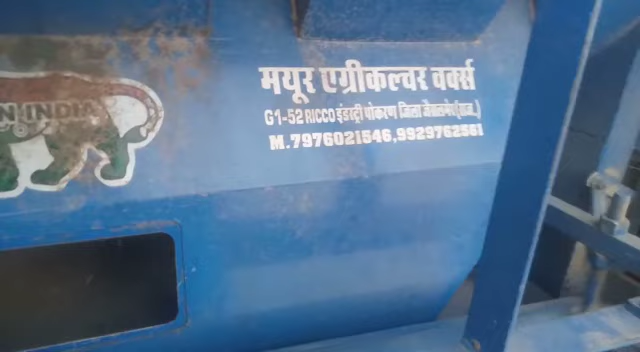 मयूर एग्रीकल्चर वर्क्स
G1-52 RICCO इंडस्ट्री पोकरण जिला जैसलमेर (राज.)
M.7976021546,9929762561
N INDIA